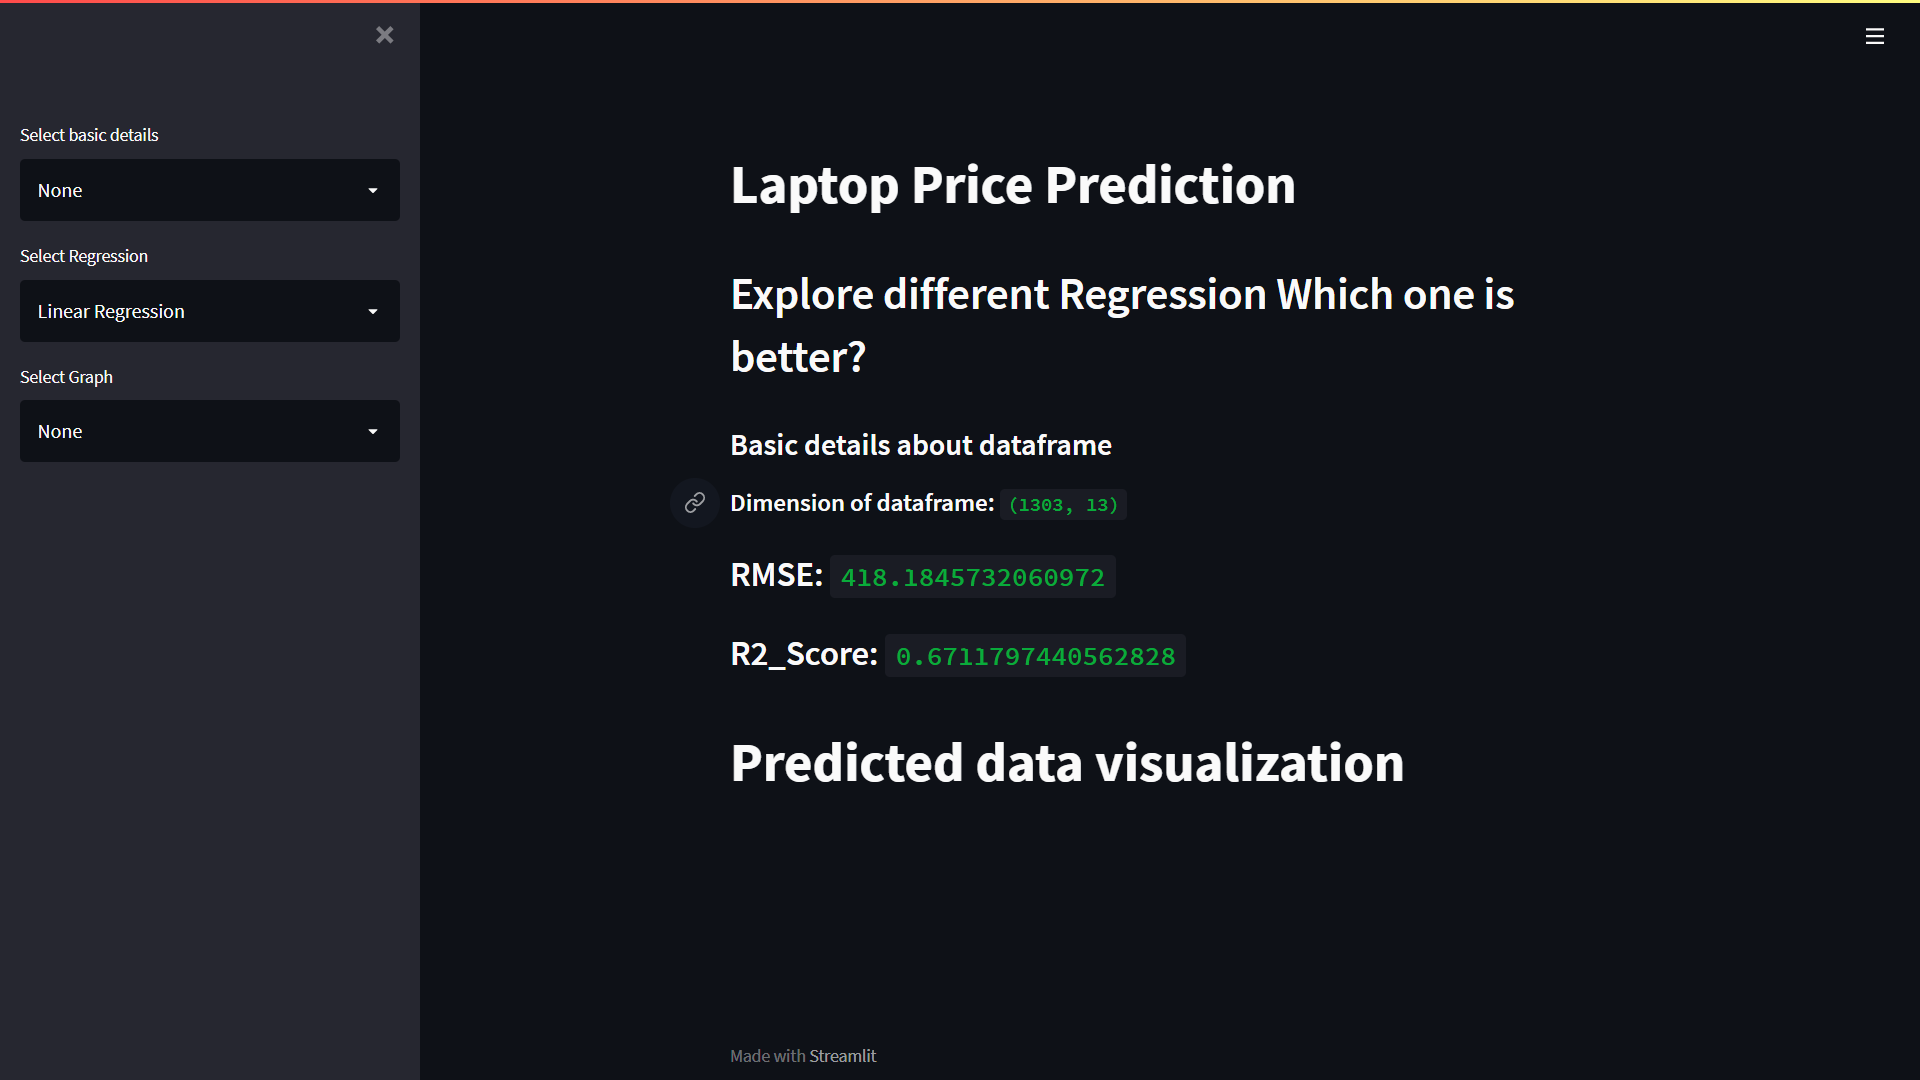 Select basic details
None
Select Regression
Linear Regression
Select Graph
None
Laptop Price Prediction
Explore different Regression Which one is
better?
Basic details about dataframe
Dimension of dataframe: (1303, 13)
RMSE: 418.1845732060972
R2_Score: 0.6711797440562828
Predicted data visualization
Made with Streamlit